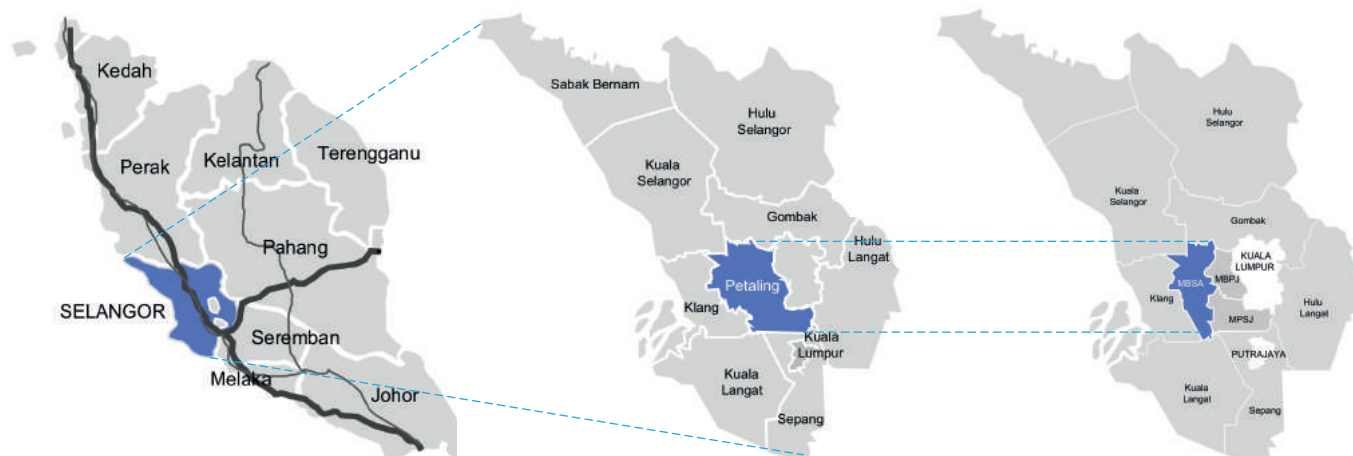 Kedah
Perak
Kelantan
Terengganu
Pahang
SELANGOR
Seremban
Melaka
Johor
Sabak Bernam
Hulu
Selangor
Kuala
Selangor
Gombak
Hulu
Langat
Petaling
Klang
Kuala
Lumpur
Kuala
Langat
Sepang
Hulu
Selangor
Kuala
Selangor
Gombak
KUALA
LUMPUR
MBSA
MBPJ
Klang
MPSJ
Hulu
Langat
PUTRAJAYA
Kuala
Langat
Sepang